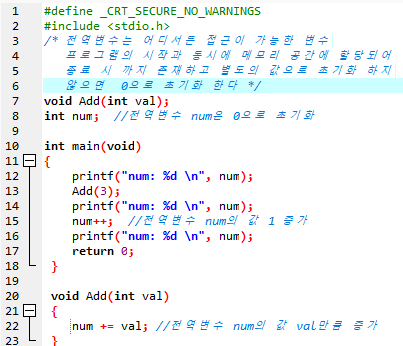 1 #define _CRT_SECURE_NO_WARNINGS
2 #include <stdio.h>
3 /* 전역변수는 어디서든 접근이 가능한 변수
4 프로그램의 시작과 동시에 메모리 공간에 할당되어
5 종료 시 까지 존재하고 별도의 값으로 초기화 하지
6 않으면 0으로 초기화 한다 */
7 void Add(int val);
8 int num; //전역변수 num은 0으로 초기화
9
10 int main(void)
11 {
12 printf("num: %d \n", num);
13 Add(3);
14 printf("num: %d \n", num);
15 num++; //전역변수 num의 값 1 증가
16 printf("num: %d \n", num);
17 return 0;
18 }
19
20 void Add(int val)
21 {
22 num += val; //전역변수 num의 값 val만큼 증가
23 }